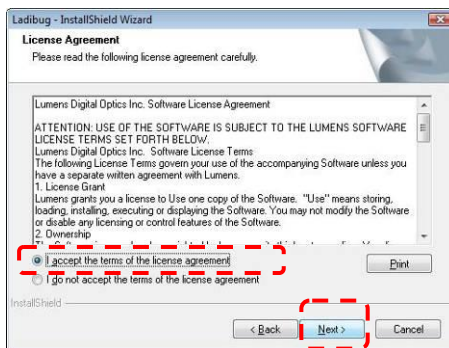 Ladibug - InstallShield Wizard
License Agreement
Please read the following license agreement carefully.
Lumens Digital Optics Inc. Software License Agreement
ATTENTION: USE OF THE SOFTWARE IS SUBJECT TO THE LUMENS SOFTWARE
LICENSE TERMS SET FORTH BELOW.
Lumens Digital Optics Inc. Software License Terms
The following License Terms govern your use of the accompanying Software unless you
have a separate written agreement with Lumens.
1. License Grant
Lumens grants you a license to Use one copy of the Software. "Use" means storing,
loading, installing, executing or displaying the Software. You may not modify the Software
or disable any licensing or control features of the Software.
2. Ownership
I accept the terms of the license agreement
Print
I do not accept the terms of the license agreement
InstallShield
< Back
Next >
Cancel